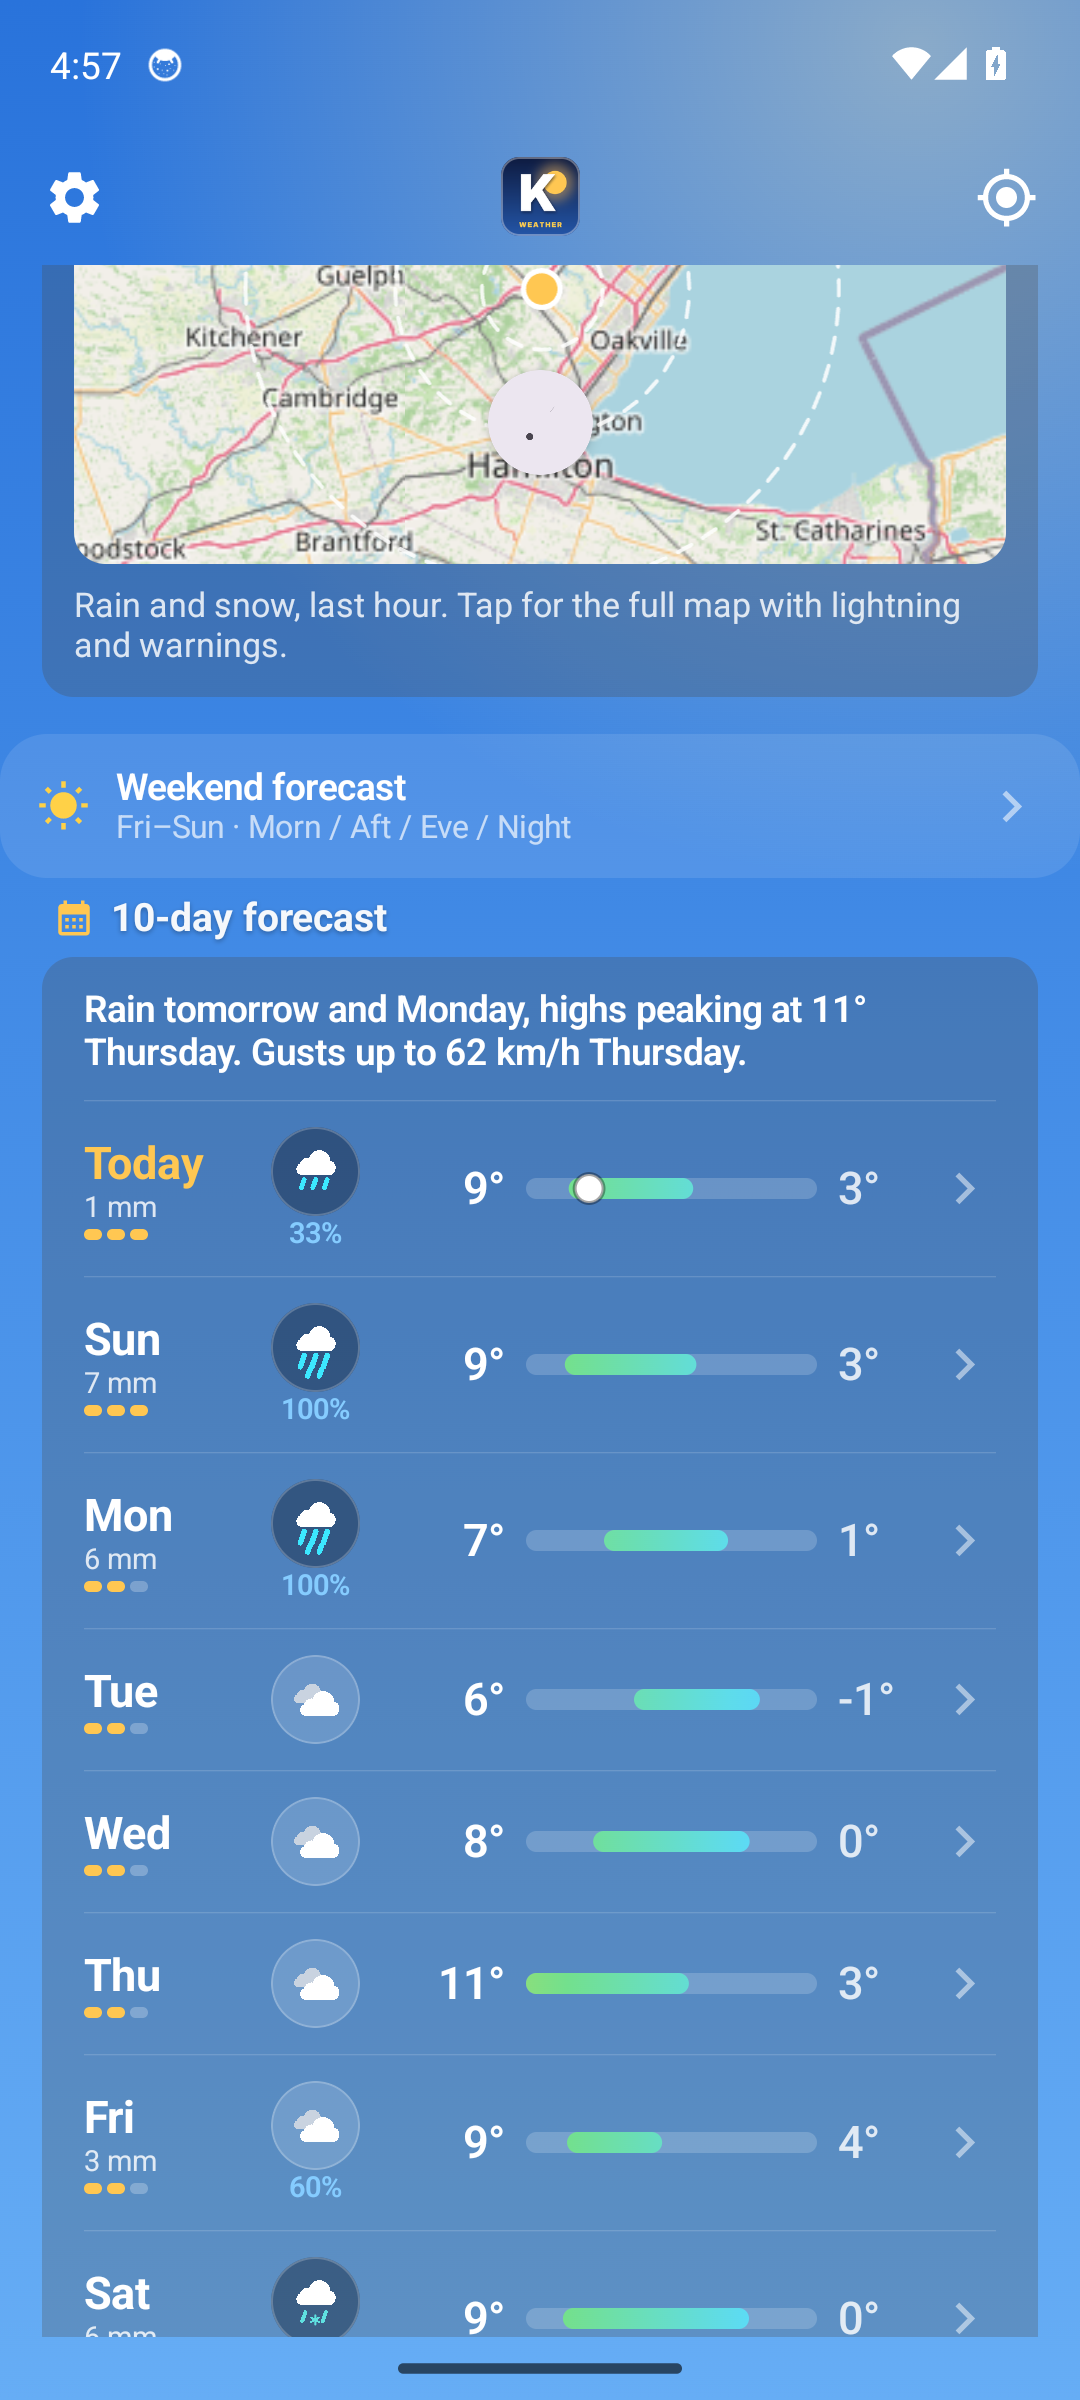 4:57
K
WEATHER
Guelph
Kitchener
Oakville
Cambridge
St. Catharines
Brantford
Rain and snow, last hour. Tap for the full map with lightning
and warnings.
Weekend forecast
Fri–Sun · Morn / Aft / Eve / Night
10-day forecast
Rain tomorrow and Monday, highs peaking at 11°
Thursday. Gusts up to 62 km/h Thursday.
Today
1 mm
33%
9°
3°
Sun
7 mm
100%
9°
3°
Mon
6 mm
100%
7°
1°
Tue
6°
-1°
Wed
8°
0°
Thu
11°
3°
Fri
3 mm
60%
9°
4°
Sat
6 mm
9°
0°